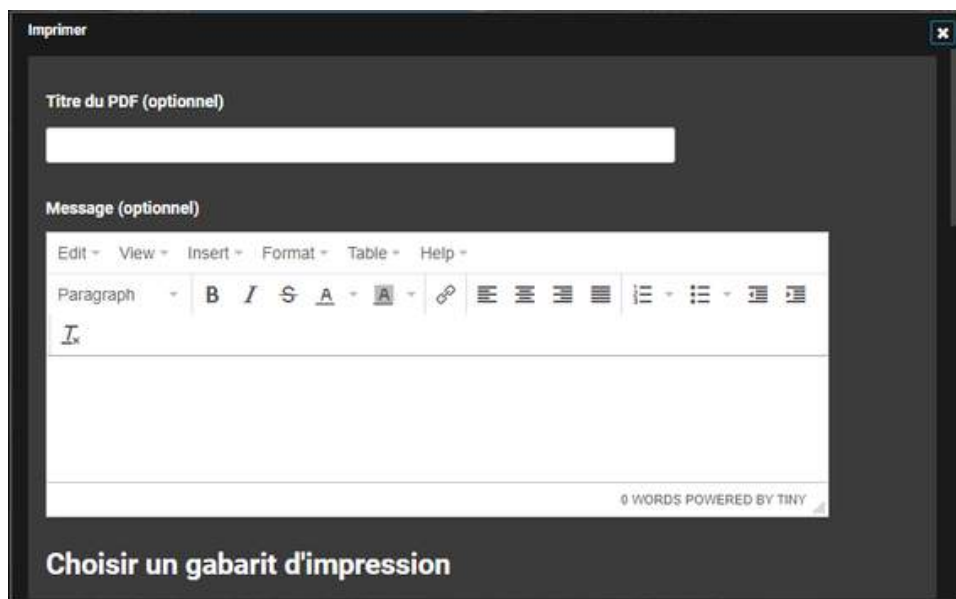 Imprimer
Titre du PDF (optionnel)
Message (optionnel)
Edit View Insert Format Table Help
Paragraph B I S A A
Tx
0 WORDS POWERED BY TINY
Choisir un gabarit d'impression